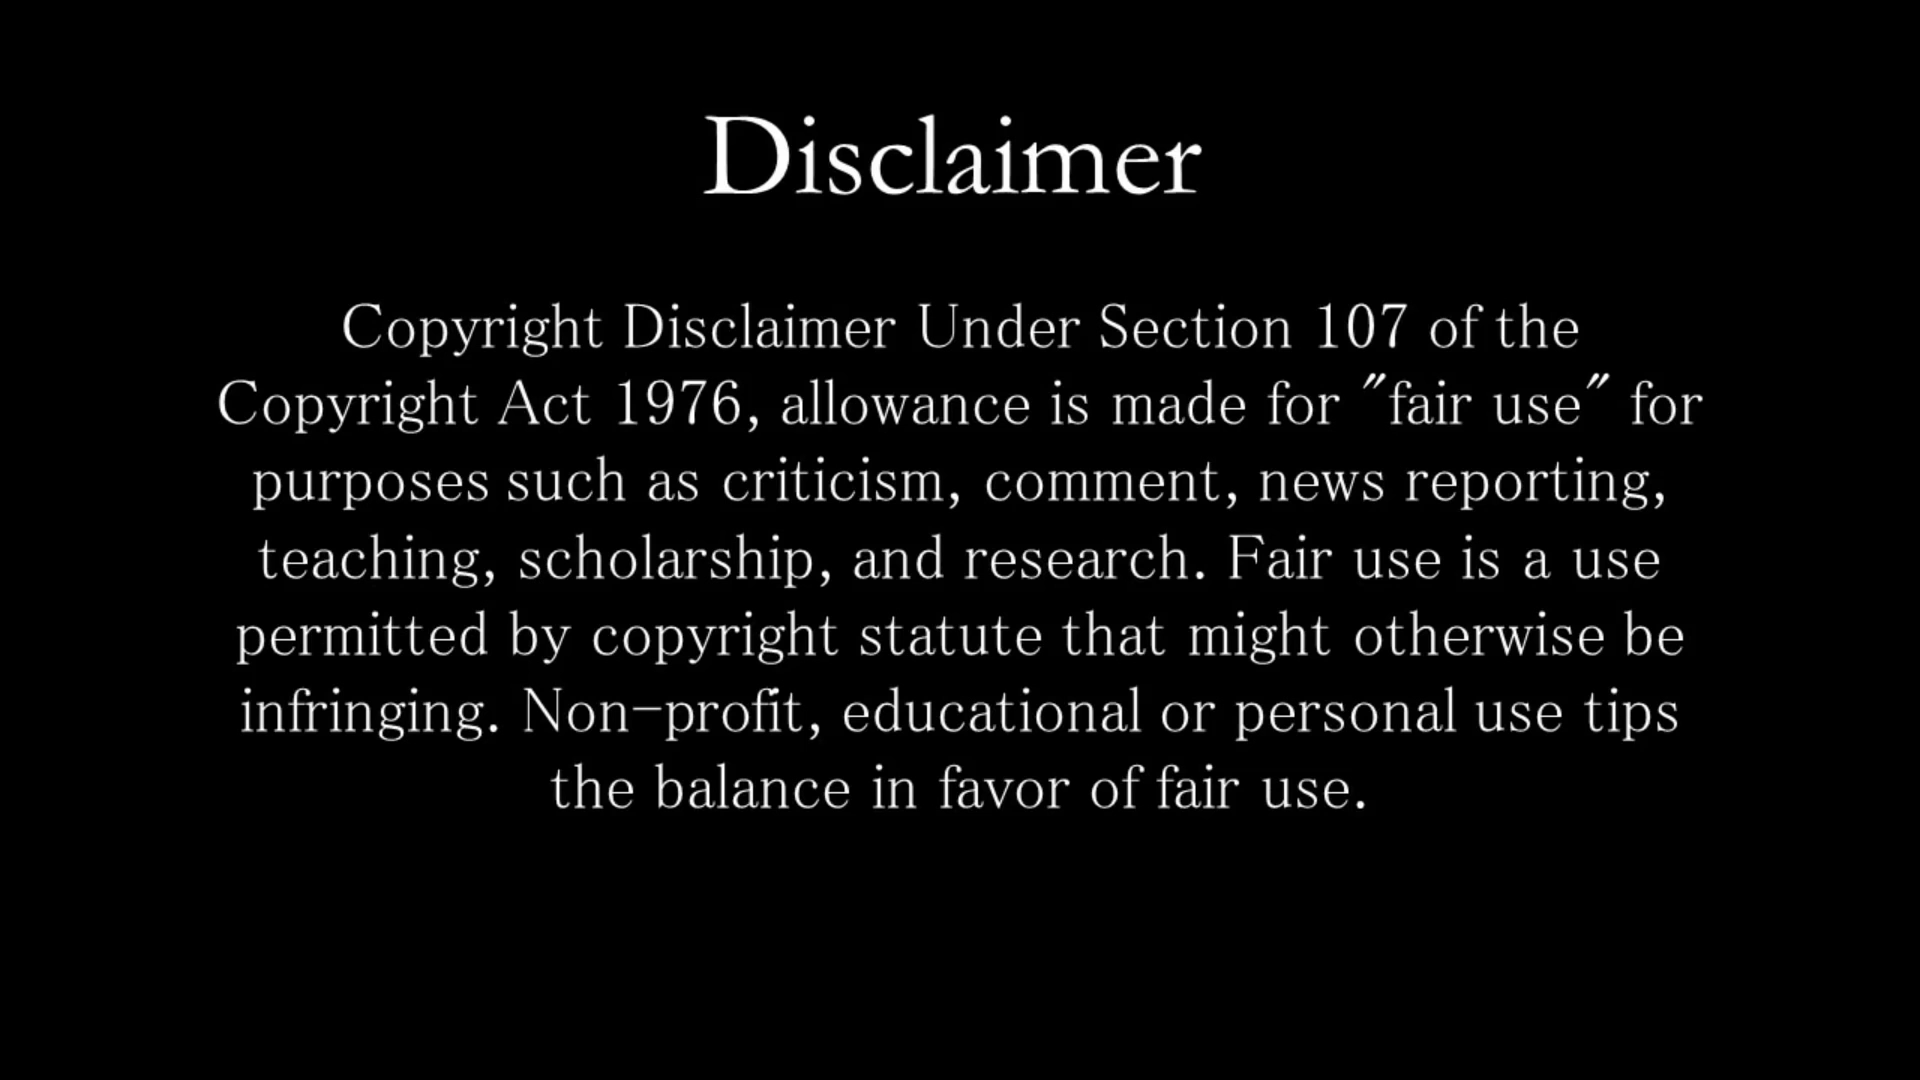 Disclaimer
Copyright Disclaimer Under Section 107 of the
Copyright Act 1976, allowance is made for "fair use" for
purposes such as criticism, comment, news reporting,
teaching, scholarship, and research. Fair use is a use
permitted by copyright statute that might otherwise be
infringing. Non-profit, educational or personal use tips
the balance in favor of fair use.